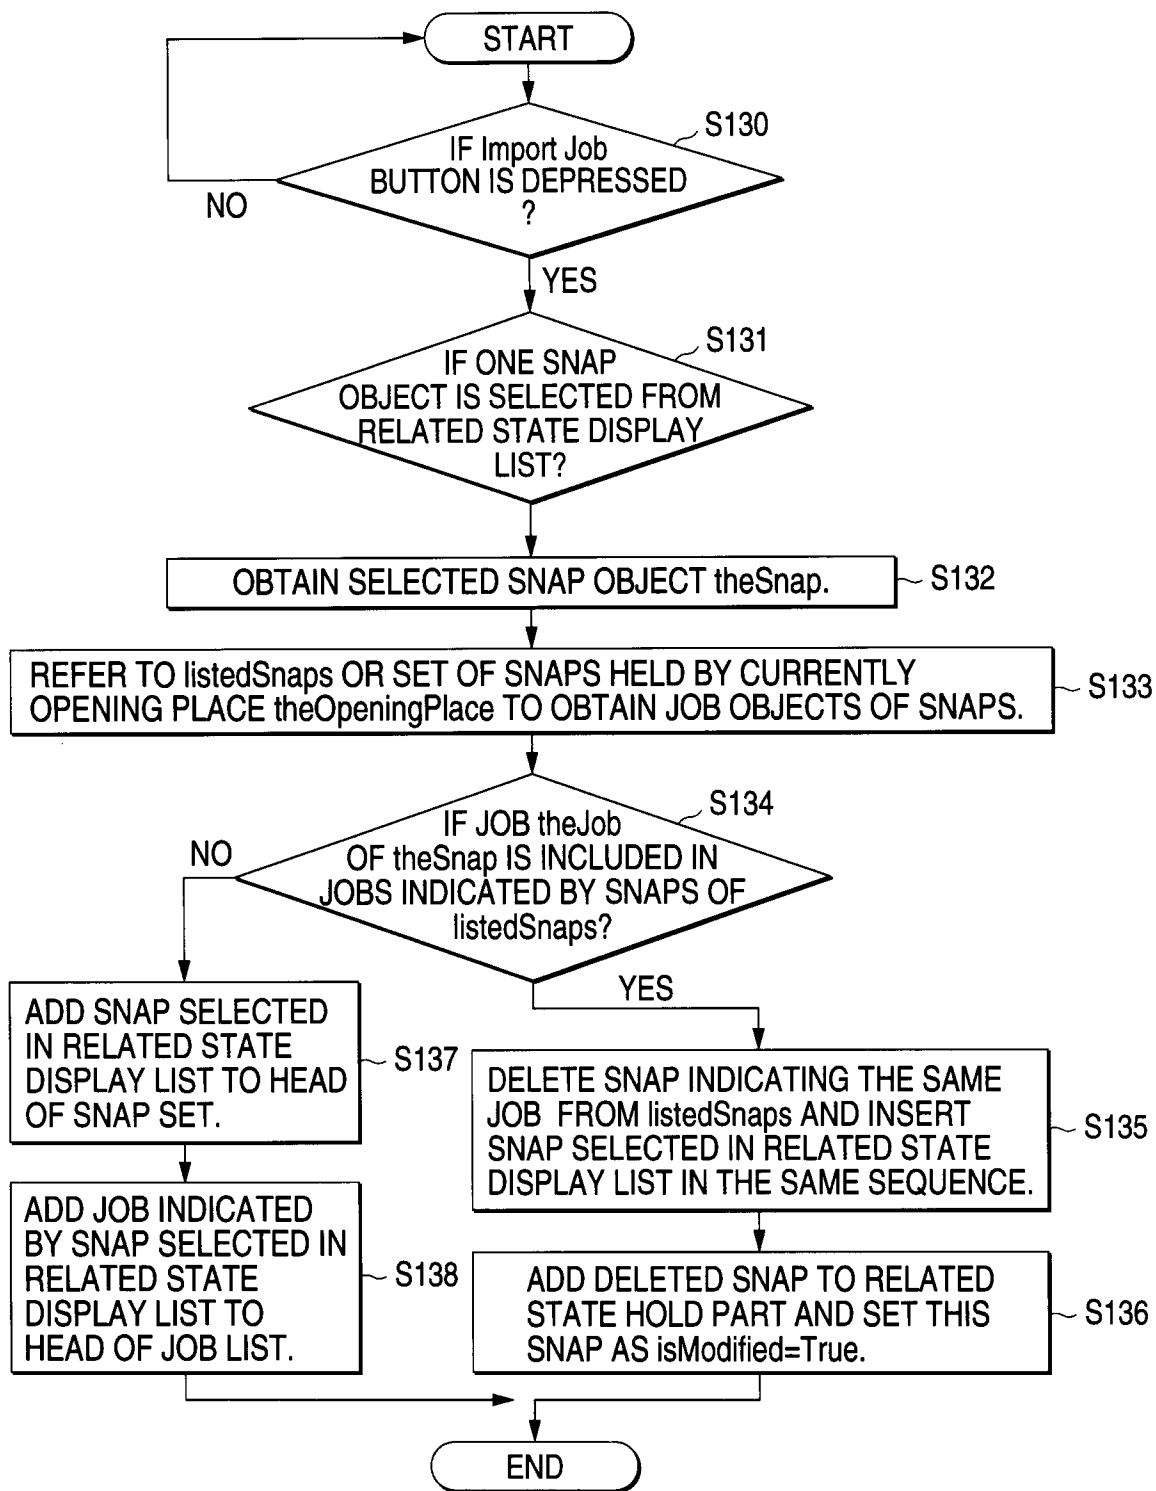 START
S130
IF Import Job
BUTTON IS DEPRESSED
?
NO
YES
S131
IF ONE SNAP
OBJECT IS SELECTED FROM
RELATED STATE DISPLAY
LIST?
OBTAIN SELECTED SNAP OBJECT theSnap.
S132
REFER TO listedSnaps OR SET OF SNAPS HELD BY CURRENTLY
OPENING PLACE theOpeningPlace TO OBTAIN JOB OBJECTS OF SNAPS.
S133
S134
IF JOB theJob
OF theSnap IS INCLUDED IN
JOBS INDICATED BY SNAPS OF
listedSnaps?
NO
YES
ADD SNAP SELECTED
IN RELATED STATE
DISPLAY LIST TO HEAD
OF SNAP SET.
S137
DELETE SNAP INDICATING THE SAME
JOB FROM listedSnaps AND INSERT
SNAP SELECTED IN RELATED STATE
DISPLAY LIST IN THE SAME SEQUENCE.
S135
ADD JOB INDICATED
BY SNAP SELECTED IN
RELATED STATE
DISPLAY LIST TO
HEAD OF JOB LIST.
S138
ADD DELETED SNAP TO RELATED
STATE HOLD PART AND SET THIS
SNAP AS isModified=True.
S136
END